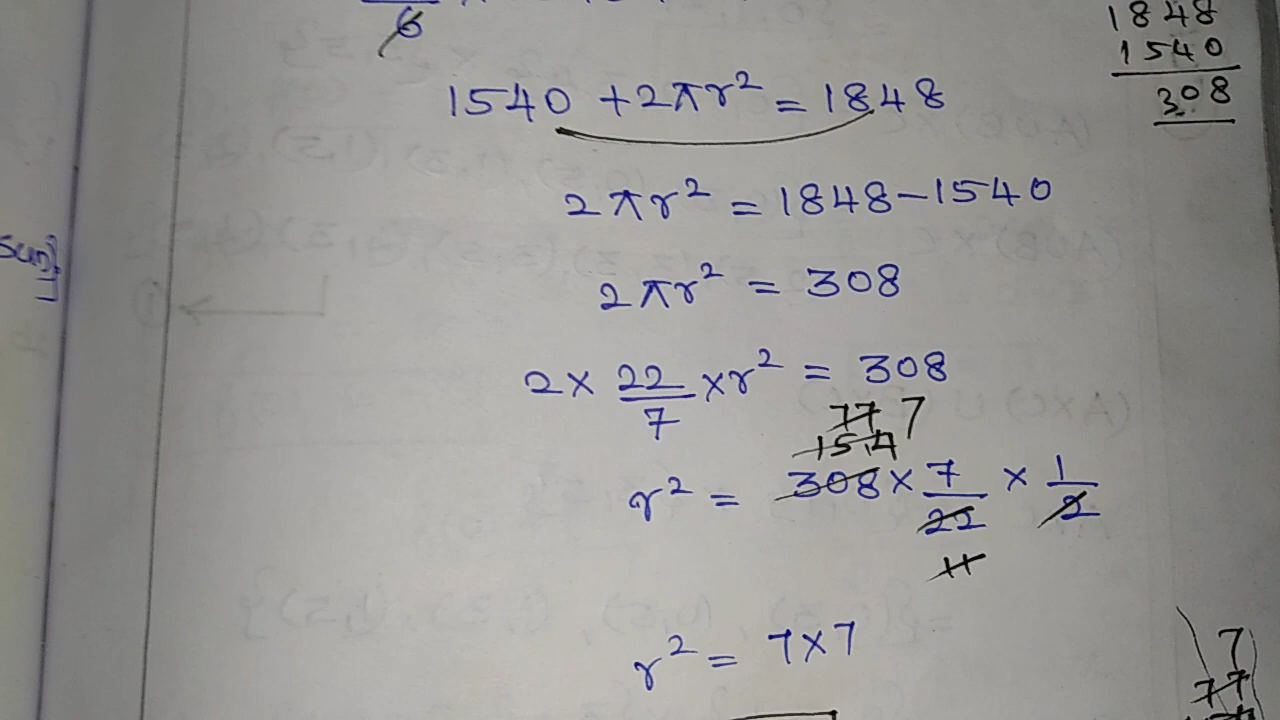 6
1848
1540
308
1540 + 2πr² = 1848
2πr² = 1848 - 1540
2πr² = 308
2 × 22/7 × r² = 308
77 7
154
r² = 308 × 7/22 × 1/2
11
r² = 7 × 7
7
77